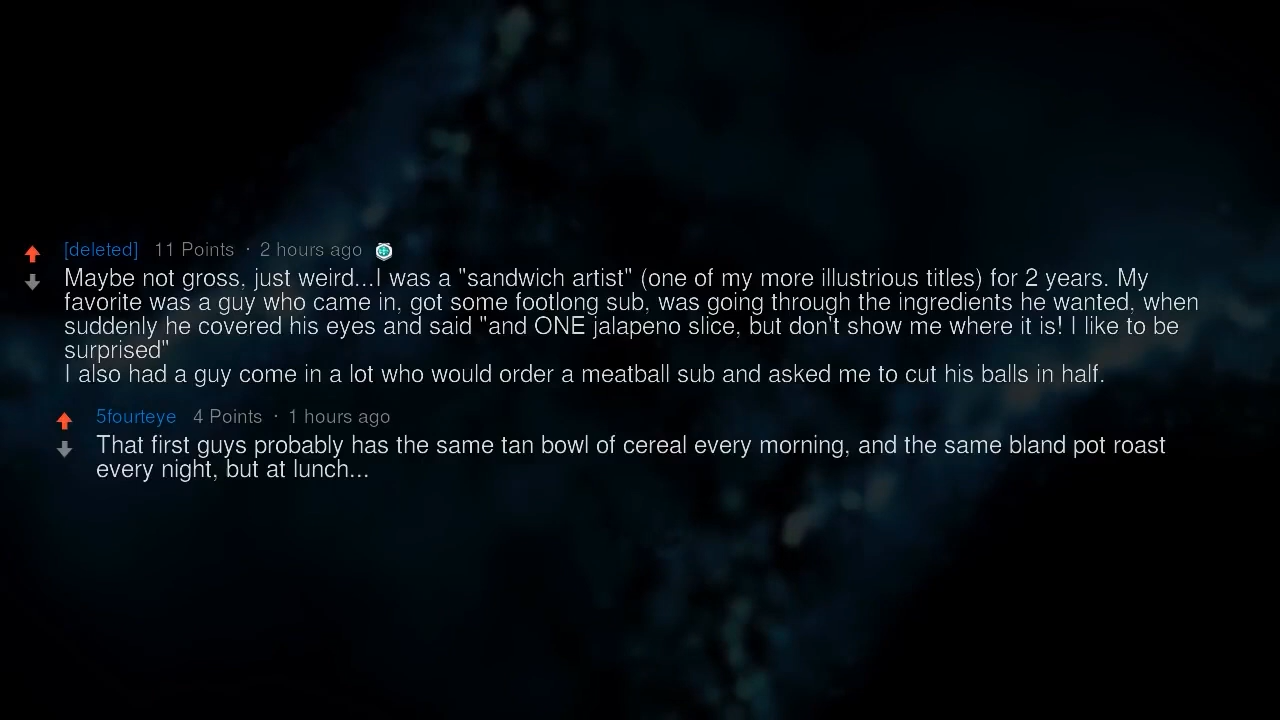 [deleted] 11 Points · 2 hours ago
Maybe not gross, just weird...I was a "sandwich artist" (one of my more illustrious titles) for 2 years. My
favorite was a guy who came in, got some footlong sub, was going through the ingredients he wanted, when
suddenly he covered his eyes and said "and ONE jalapeno slice, but don't show me where it is! I like to be
surprised"
I also had a guy come in a lot who would order a meatball sub and asked me to cut his balls in half.
5fourteye 4 Points · 1 hours ago
That first guys probably has the same tan bowl of cereal every morning, and the same bland pot roast
every night, but at lunch...